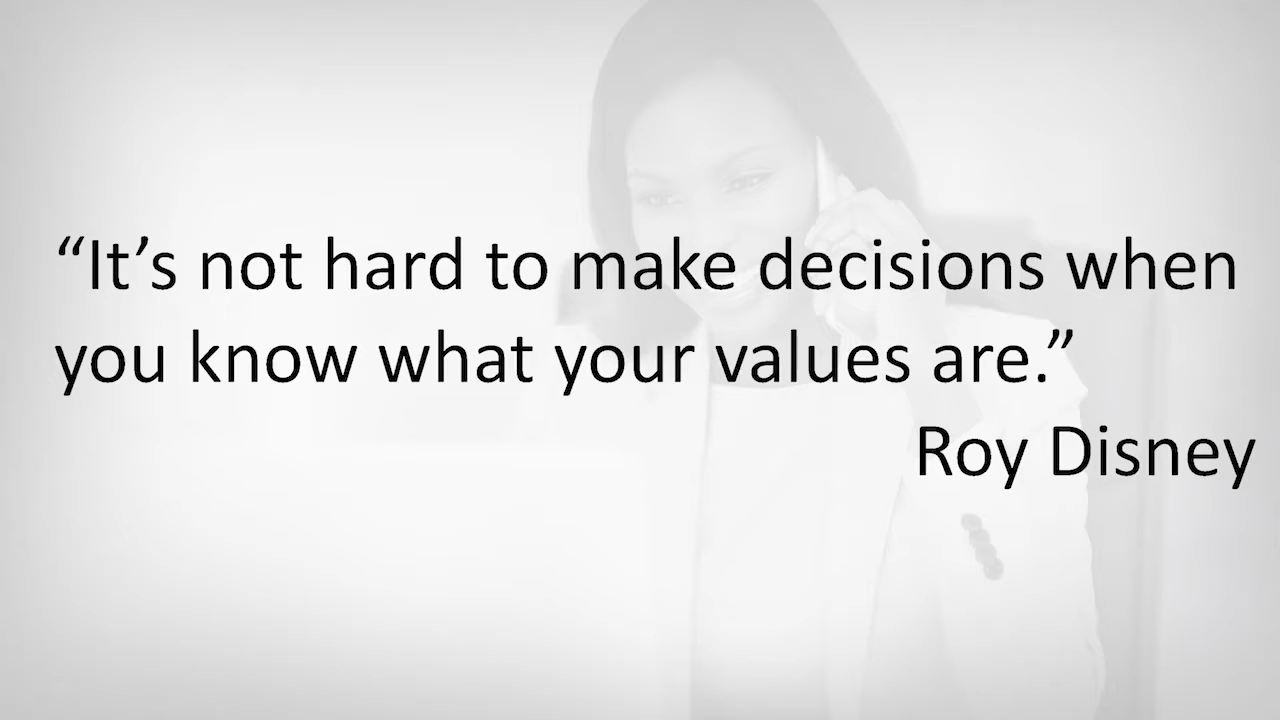 “It’s not hard to make decisions when
you know what your values are.”
Roy Disney